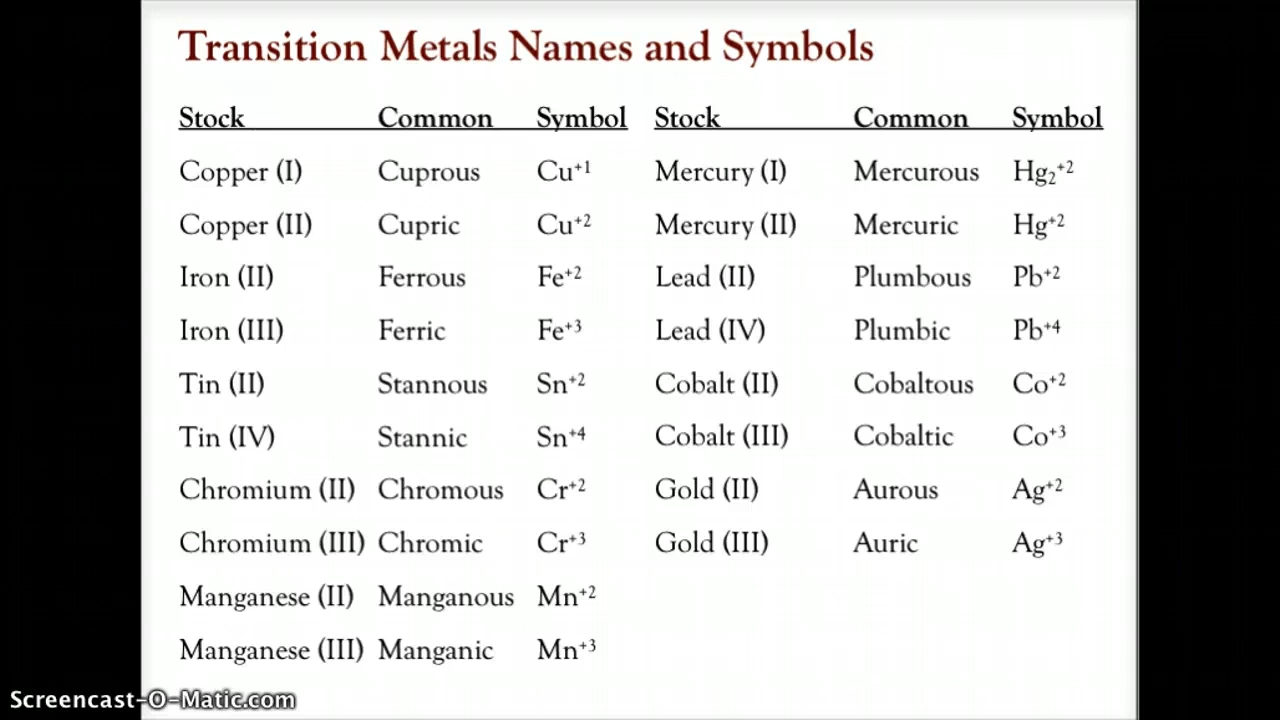 Transition Metals Names and Symbols
Stock Common Symbol Stock Common Symbol
Copper (I) Cuprous Cu⁺¹ Mercury (I) Mercurous Hg₂⁺²
Copper (II) Cupric Cu⁺² Mercury (II) Mercuric Hg⁺²
Iron (II) Ferrous Fe⁺² Lead (II) Plumbous Pb⁺²
Iron (III) Ferric Fe⁺³ Lead (IV) Plumbic Pb⁺⁴
Tin (II) Stannous Sn⁺² Cobalt (II) Cobaltous Co⁺²
Tin (IV) Stannic Sn⁺⁴ Cobalt (III) Cobaltic Co⁺³
Chromium (II) Chromous Cr⁺² Gold (II) Aurous Ag⁺²
Chromium (III) Chromic Cr⁺³ Gold (III) Auric Ag⁺³
Manganese (II) Manganous Mn⁺²
Manganese (III) Manganic Mn⁺³
Screencast-O-Matic.com